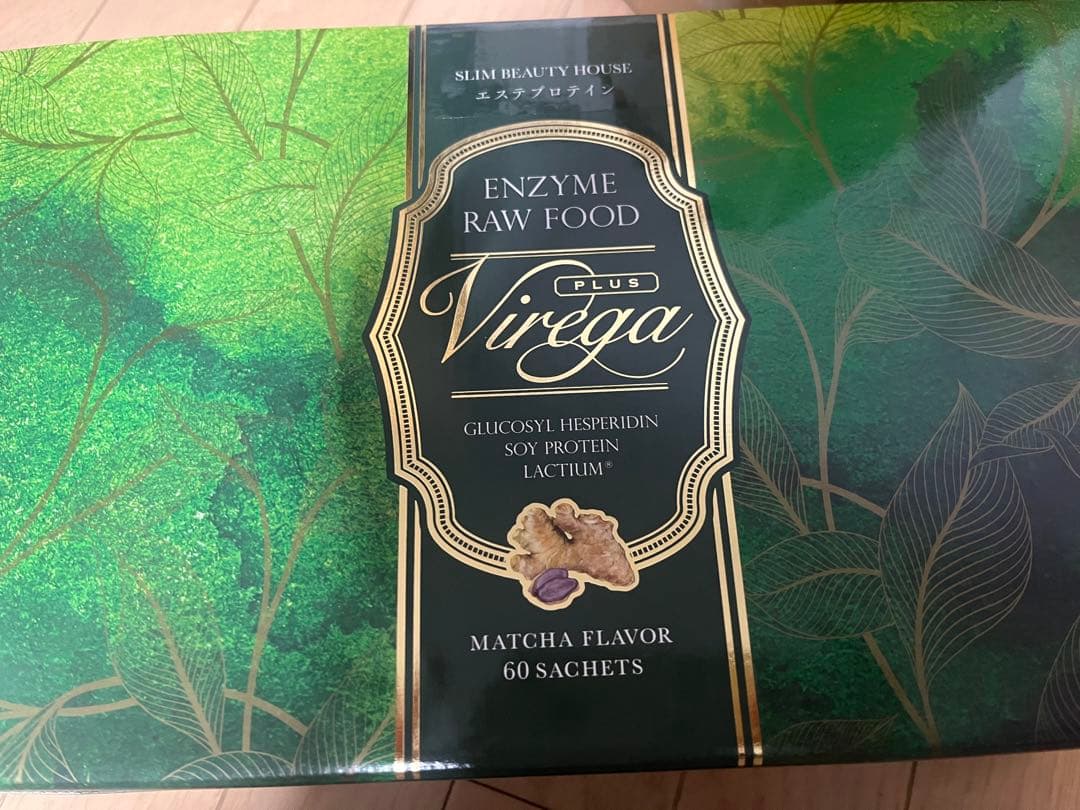 SLIM BEAUTY HOUSE
エステプロテイン
ENZYME
RAW FOOD
PLUS
Virega
GLUCOSYL HESPERIDIN
SOY PROTEIN
LACTIUM®
MATCHA FLAVOR
60 SACHETS